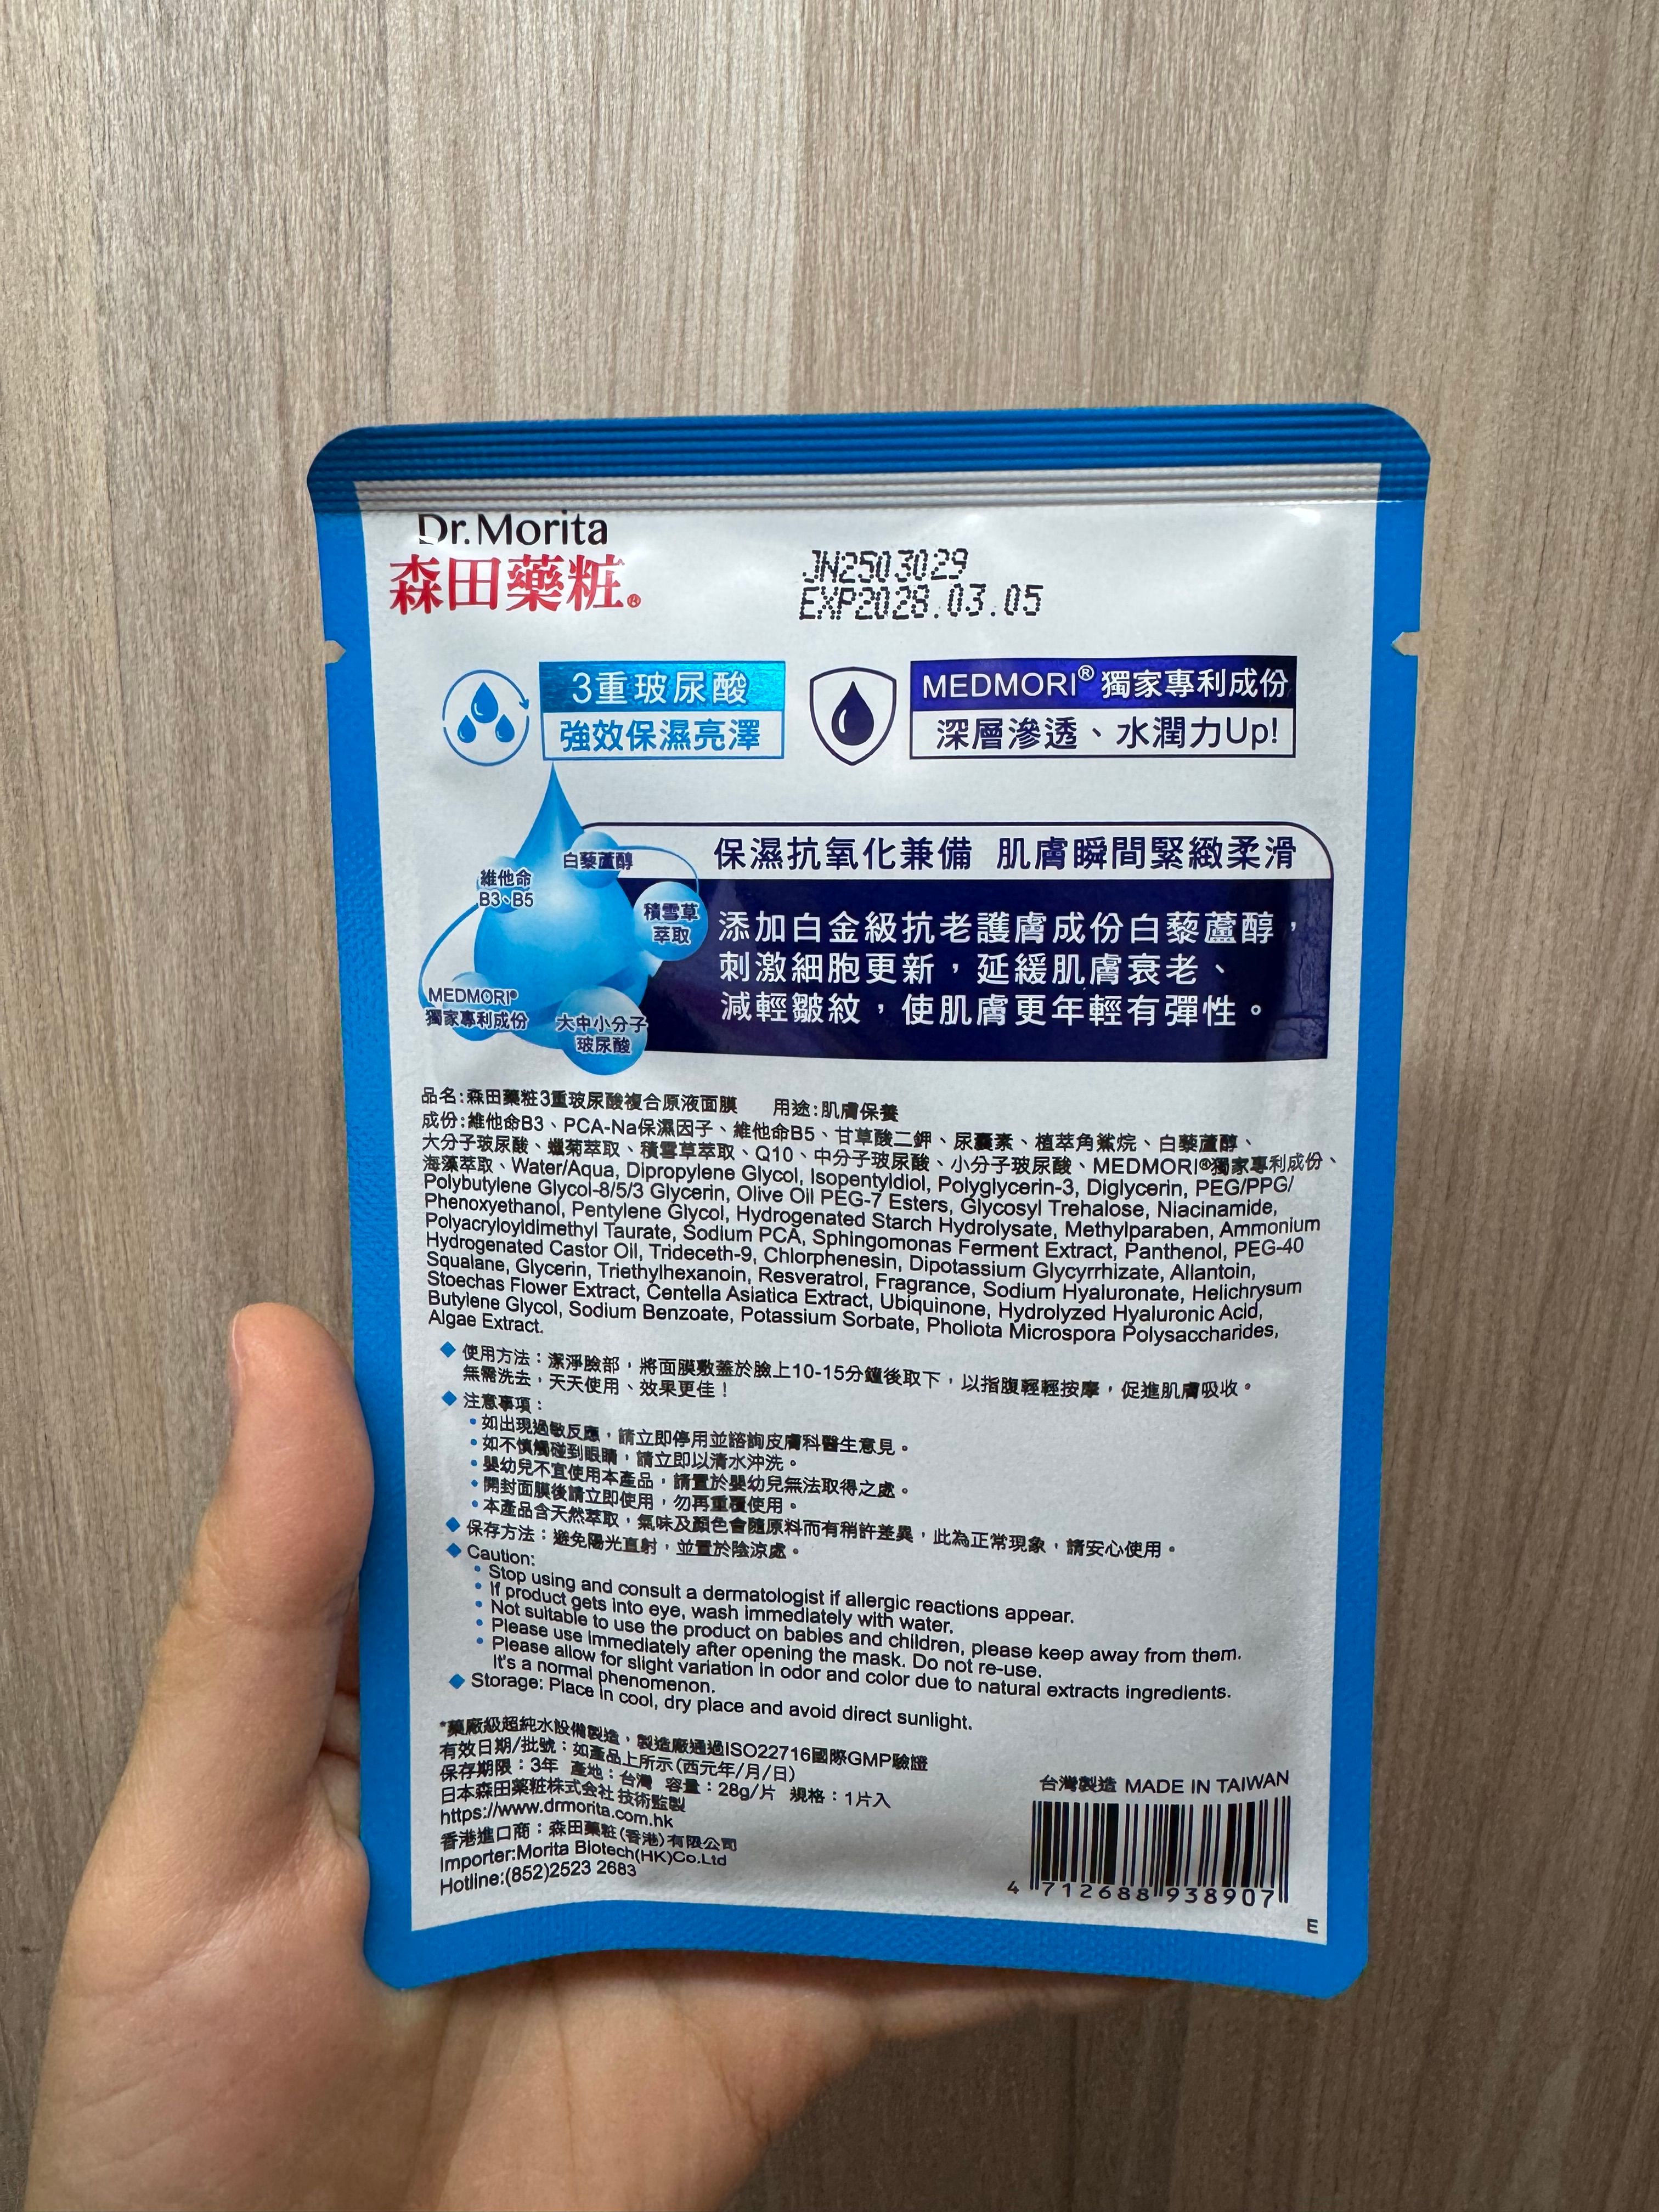 Dr.Morita
森田藥粧®
JN2503029
EXP2028.03.05
3重玻尿酸
強效保濕亮澤
MEDMORI®獨家專利成份
深層滲透、水潤力Up!
白藜蘆醇
維他命
B3、B5
積雪草
萃取
MEDMORI®
獨家專利成份
大中小分子
玻尿酸
保濕抗氧化兼備 肌膚瞬間緊緻柔滑
添加白金級抗老護膚成份白藜蘆醇，
刺激細胞更新，延緩肌膚衰老、
減輕皺紋，使肌膚更年輕有彈性。
品名:森田藥粧3重玻尿酸複合原液面膜 用途:肌膚保養
成份:維他命B3、PCA-Na保濕因子、維他命B5、甘草酸二鉀、尿囊素、植萃角鯊烷、白藜蘆醇、
大分子玻尿酸、蠟菊萃取、積雪草萃取、Q10、中分子玻尿酸、小分子玻尿酸、MEDMORI®獨家專利成份、
海藻萃取、Water/Aqua, Dipropylene Glycol, Isopentyldiol, Polyglycerin-3, Diglycerin, PEG/PPG/
Polybutylene Glycol-8/5/3 Glycerin, Olive Oil PEG-7 Esters, Glycosyl Trehalose, Niacinamide,
Phenoxyethanol, Pentylene Glycol, Hydrogenated Starch Hydrolysate, Methylparaben, Ammonium
Polyacryloyldimethyl Taurate, Sodium PCA, Sphingomonas Ferment Extract, Panthenol, PEG-40
Hydrogenated Castor Oil, Trideceth-9, Chlorphenesin, Dipotassium Glycyrrhizate, Allantoin,
Squalane, Glycerin, Triethylhexanoin, Resveratrol, Fragrance, Sodium Hyaluronate, Helichrysum
Stoechas Flower Extract, Centella Asiatica Extract, Ubiquinone, Hydrolyzed Hyaluronic Acid,
Butylene Glycol, Sodium Benzoate, Potassium Sorbate, Pholiota Microspora Polysaccharides,
Algae Extract.
◆ 使用方法：潔淨臉部，將面膜敷蓋於臉上10-15分鐘後取下，以指腹輕輕按摩，促進肌膚吸收。
無需洗去，天天使用、效果更佳！
◆ 注意事項：
• 如出現過敏反應，請立即停用並諮詢皮膚科醫生意見。
• 如不慎觸碰到眼睛，請立即以清水沖洗。
• 嬰幼兒不宜使用本產品，請置於嬰幼兒無法取得之處。
• 開封面膜後請立即使用，勿再重覆使用。
• 本產品含天然萃取，氣味及顏色會隨原料而有稍許差異，此為正常現象，請安心使用。
◆ 保存方法：避免陽光直射，並置於陰涼處。
◆ Caution:
• Stop using and consult a dermatologist if allergic reactions appear.
• If product gets into eye, wash immediately with water.
• Not suitable to use the product on babies and children, please keep away from them.
• Please use immediately after opening the mask. Do not re-use.
• Please allow for slight variation in odor and color due to natural extracts ingredients.
It's a normal phenomenon.
◆ Storage: Place in cool, dry place and avoid direct sunlight.
*藥廠級超純水設備製造，製造廠通過ISO22716國際GMP驗證
有效日期/批號：如產品上所示(西元年/月/日)
保存期限：3年 產地：台灣 容量：28g/片 規格：1片入
日本森田薬粧株式会社 技術監製
https://www.drmorita.com.hk
香港進口商：森田藥粧(香港)有限公司
Importer:Morita Biotech(HK)Co.Ltd
Hotline:(852)2523 2683
台灣製造 MADE IN TAIWAN
4 712688 938907
E